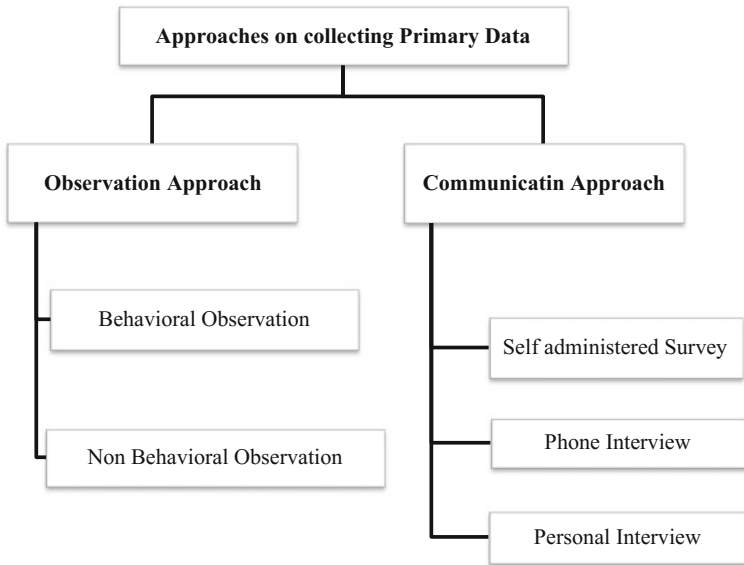 Approaches on collecting Primary Data
Observation Approach
Communicatin Approach
Behavioral Observation
Self administered Survey
Phone Interview
Non Behavioral Observation
Personal Interview